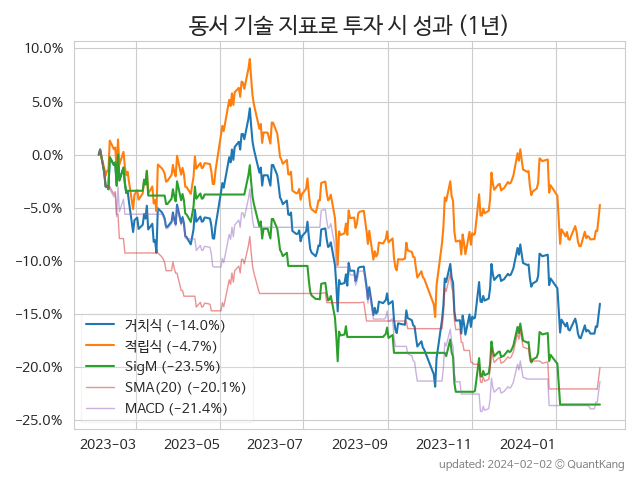 동서 기술 지표로 투자 시 성과 (1년)
10.0%
5.0%
0.0%
−5.0%
−10.0%
−15.0%
−20.0%
−25.0%
거치식 (−14.0%)
적립식 (−4.7%)
SigM (−23.5%)
SMA(20) (−20.1%)
MACD (−21.4%)
2023-03 2023-05 2023-07 2023-09 2023-11 2024-01
updated: 2024-02-02 © QuantKang